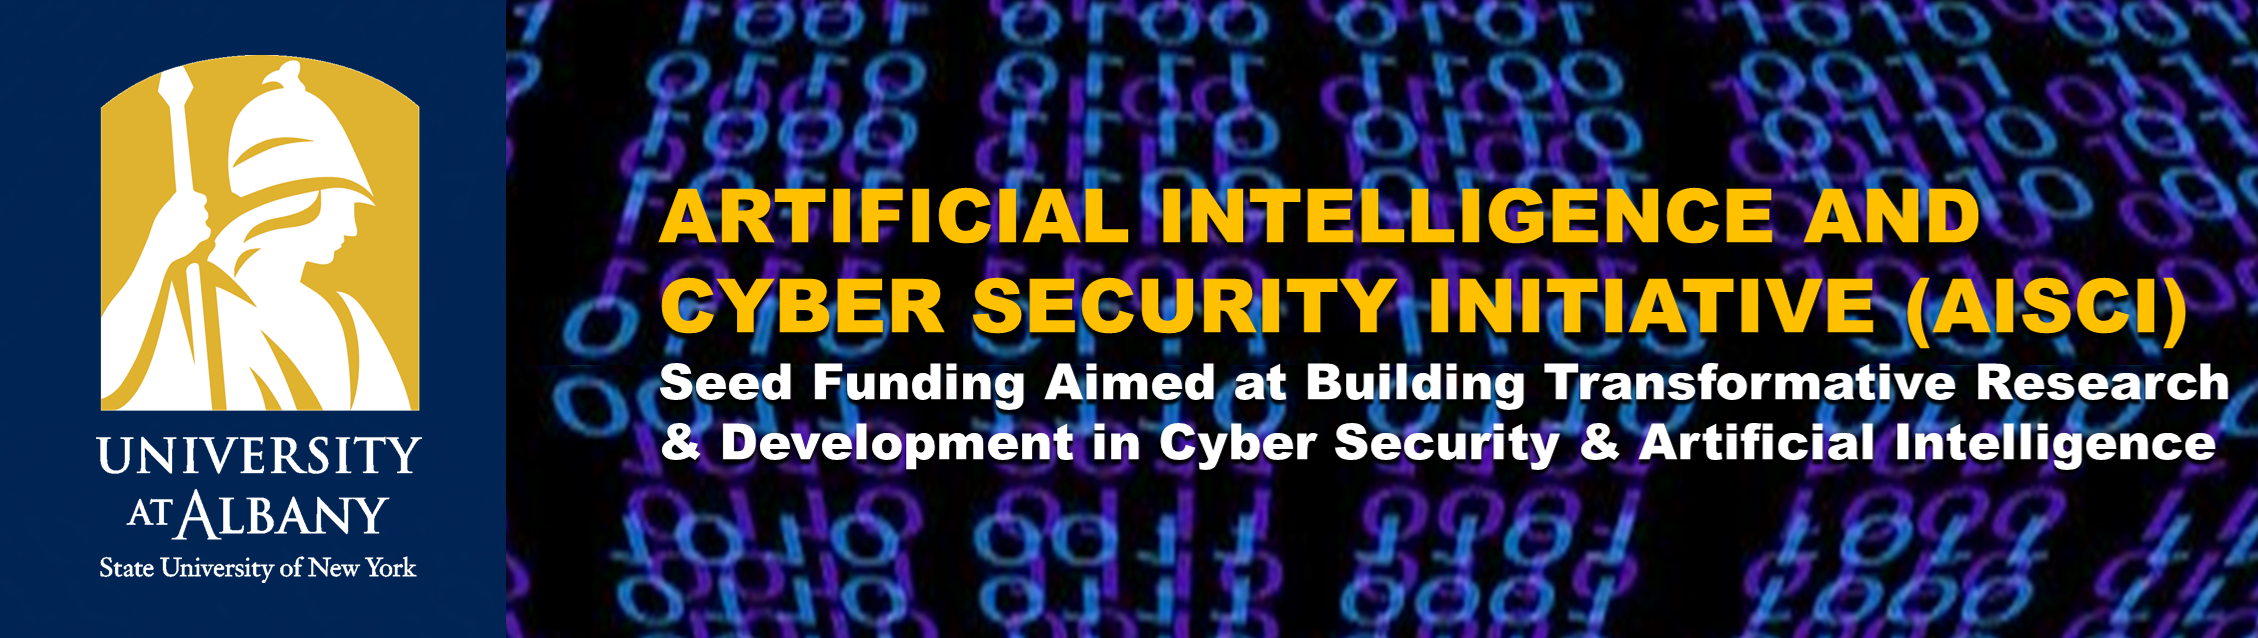 UNIVERSITY
AT ALBANY
State University of New York
ARTIFICIAL INTELLIGENCE AND
CYBER SECURITY INITIATIVE (AISCI)
Seed Funding Aimed at Building Transformative Research
& Development in Cyber Security & Artificial Intelligence